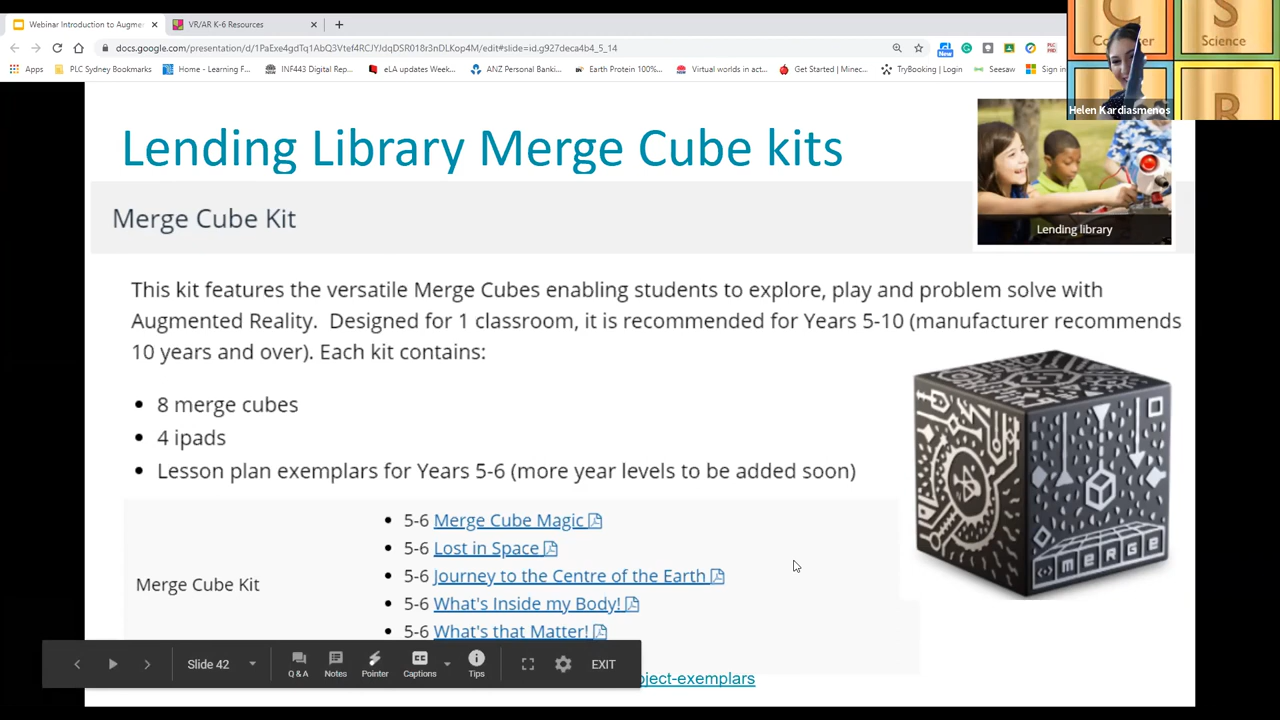 Webinar Introduction to Augme
VR/AR K-6 Resources
docs.google.com/presentation/d/1PaExe4gdTq1AbQ3Vtef4RCJYJdqDSR018r3nDLKop4M/edit#slide=id.g927deca4b4_5_14
Apps
PLC Sydney Bookmarks
Home - Learning F...
INF443 Digital Rep...
eLA updates Week...
ANZ Personal Banki...
Earth Protein 100%...
Virtual worlds in act...
Get Started | Minec...
TryBooking | Login
Seesaw
Sign in
Science
Helen Kardiasmenos
Lending Library Merge Cube kits
Lending library
Merge Cube Kit
This kit features the versatile Merge Cubes enabling students to explore, play and problem solve with
Augmented Reality. Designed for 1 classroom, it is recommended for Years 5-10 (manufacturer recommends
10 years and over). Each kit contains:
• 8 merge cubes
• 4 ipads
• Lesson plan exemplars for Years 5-6 (more year levels to be added soon)
MERGE
Merge Cube Kit
• 5-6 Merge Cube Magic
• 5-6 Lost in Space
• 5-6 Journey to the Centre of the Earth
• 5-6 What's Inside my Body!
• 5-6 What's that Matter!
Slide 42
Q & A
Notes
Pointer
Captions
Tips
EXIT
oject-exemplars